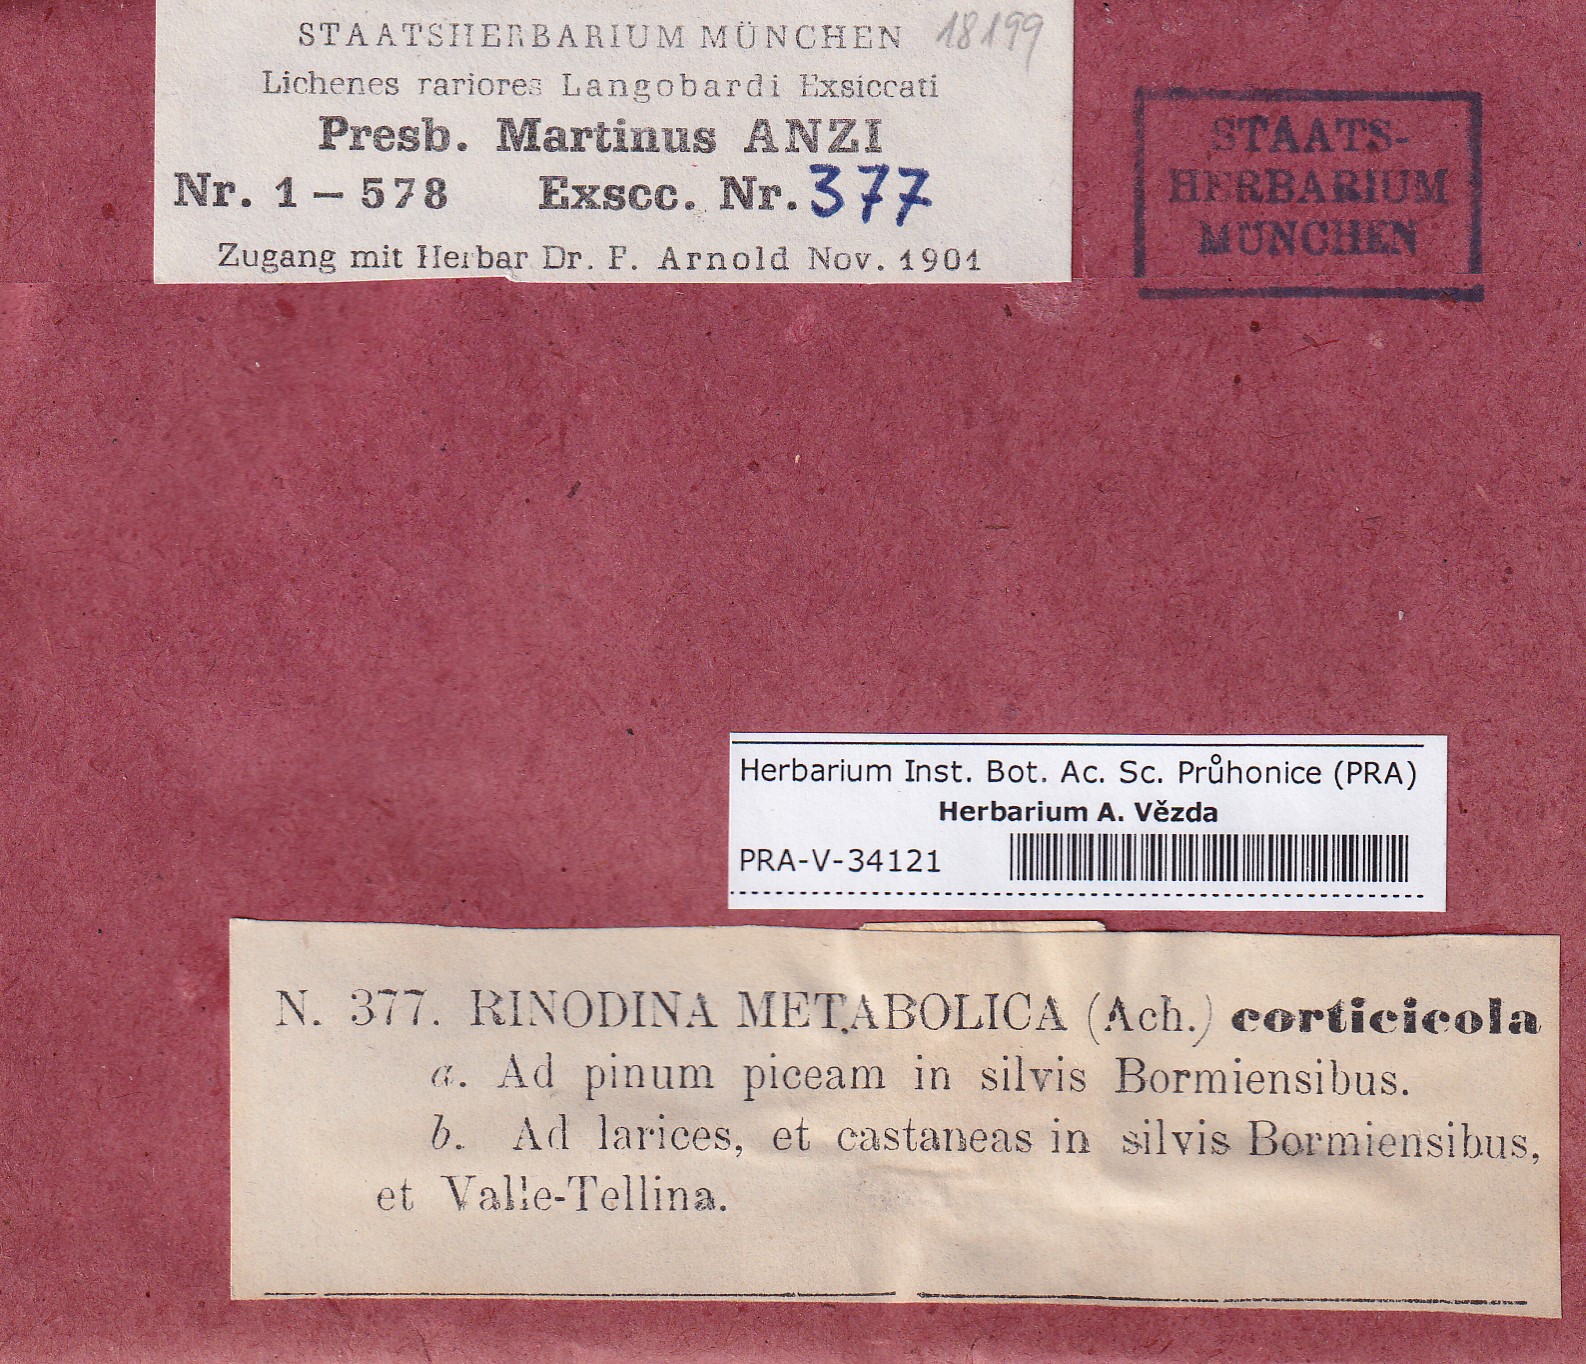 STAATSHERBARIUM MÜNCHEN 18199
Lichenes rariores Langobardi Exsiccati
Presb. Martinus ANZI
Nr. 1 – 578 Exscc. Nr. 377
Zugang mit Herbar Dr. F. Arnold Nov. 1901
STAATS-
HERBARIUM
MÜNCHEN
Herbarium Inst. Bot. Ac. Sc. Průhonice (PRA)
Herbarium A. Vězda
PRA-V-34121
N. 377. RINODINA METABOLICA (Ach.) corticicola
a. Ad pinum piceam in silvis Bormiensibus.
b. Ad larices, et castaneas in silvis Bormiensibus,
et Valle-Tellina.